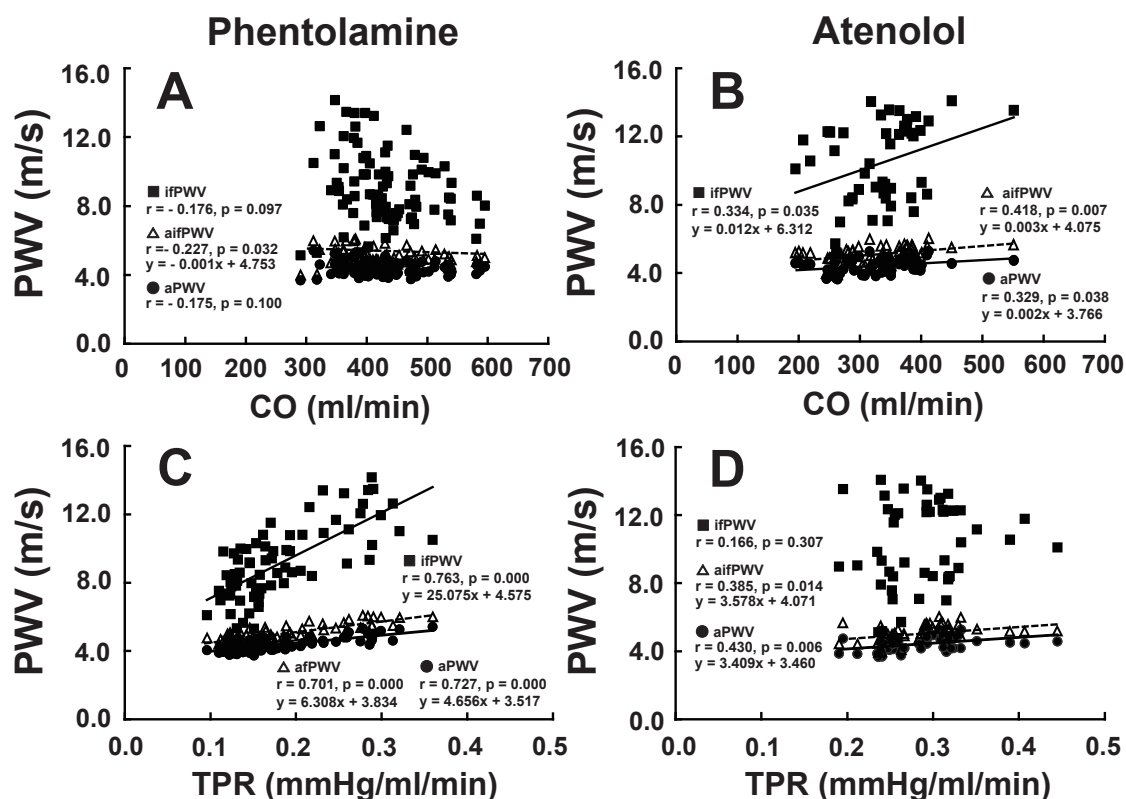 Phentolamine
Atenolol
A
16.0
12.0
8.0
4.0
0.0
PWV (m/s)
ifPWV
r = - 0.176, p = 0.097
aifPWV
r =- 0.227, p = 0.032
y = - 0.001x + 4.753
aPWV
r = - 0.175, p = 0.100
0 100 200 300 400 500 600 700
CO (ml/min)
B
16.0
12.0
8.0
4.0
0.0
PWV (m/s)
ifPWV
r = 0.334, p = 0.035
y = 0.012x + 6.312
aifPWV
r = 0.418, p = 0.007
y = 0.003x + 4.075
aPWV
r = 0.329, p = 0.038
y = 0.002x + 3.766
0 100 200 300 400 500 600 700
CO (ml/min)
C
16.0
12.0
8.0
4.0
0.0
PWV (m/s)
ifPWV
r = 0.763, p = 0.000
y = 25.075x + 4.575
afPWV
r = 0.701, p = 0.000
y = 6.308x + 3.834
aPWV
r = 0.727, p = 0.000
y = 4.656x + 3.517
0.0 0.1 0.2 0.3 0.4 0.5
TPR (mmHg/ml/min)
D
16.0
12.0
8.0
4.0
0.0
PWV (m/s)
ifPWV
r = 0.166, p = 0.307
aifPWV
r = 0.385, p = 0.014
y = 3.578x + 4.071
aPWV
r = 0.430, p = 0.006
y = 3.409x + 3.460
0.0 0.1 0.2 0.3 0.4 0.5
TPR (mmHg/ml/min)